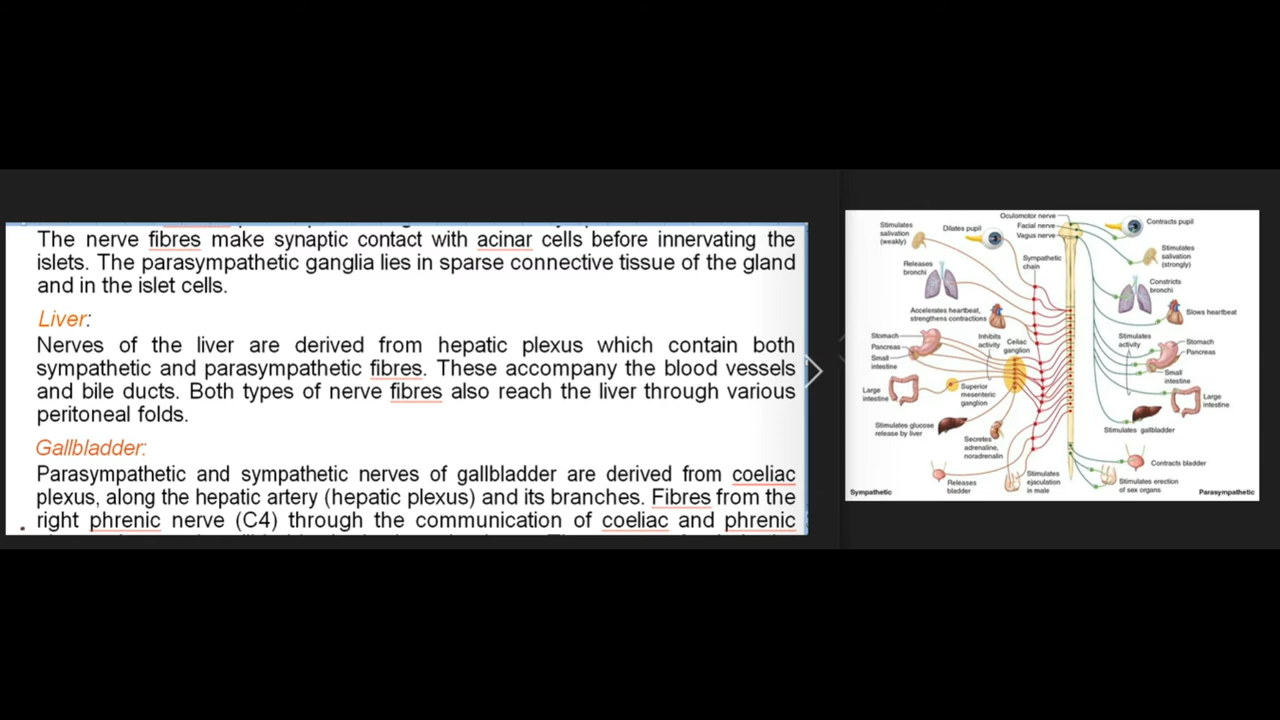 The nerve fibres make synaptic contact with acinar cells before innervating the
islets. The parasympathetic ganglia lies in sparse connective tissue of the gland
and in the islet cells.
Liver:
Nerves of the liver are derived from hepatic plexus which contain both
sympathetic and parasympathetic fibres. These accompany the blood vessels
and bile ducts. Both types of nerve fibres also reach the liver through various
peritoneal folds.
Gallbladder:
Parasympathetic and sympathetic nerves of gallbladder are derived from coeliac
plexus, along the hepatic artery (hepatic plexus) and its branches. Fibres from the
right phrenic nerve (C4) through the communication of coeliac and phrenic
Stimulates
salivation
(weakly)
Dilates pupil
Releases
bronchi
Accelerates heartbeat,
strengthens contractions
Stomach
Pancreas
Small
intestine
Large
intestine
Inhibits
activity
Celiac
ganglion
Superior
mesenteric
ganglion
Stimulates glucose
release by liver
Secretes
adrenaline,
noradrenalin
Releases
bladder
Stimulates
ejaculation
in male
Sympathetic
Oculomotor nerve
Facial nerve
Vagus nerve
Sympathetic
chain
Contracts pupil
Stimulates
salivation
(strongly)
Constricts
bronchi
Slows heartbeat
Stimulates
activity
Stomach
Pancreas
Small
intestine
Large
intestine
Stimulates gallbladder
Contracts bladder
Stimulates erection
of sex organs
Parasympathetic